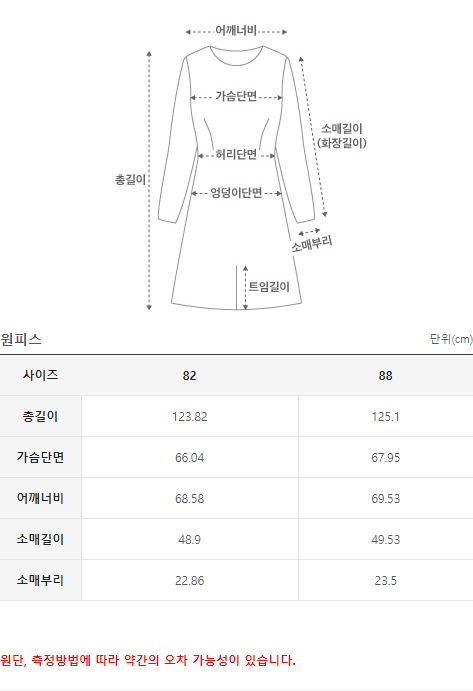 어깨너비
가슴단면
소매길이
(화장길이)
허리단면
총길이
엉덩이단면
소매부리
트임길이
원피스 단위(cm)
사이즈 82 88
총길이 123.82 125.1
가슴단면 66.04 67.95
어깨너비 68.58 69.53
소매길이 48.9 49.53
소매부리 22.86 23.5
원단, 측정방법에 따라 약간의 오차 가능성이 있습니다.